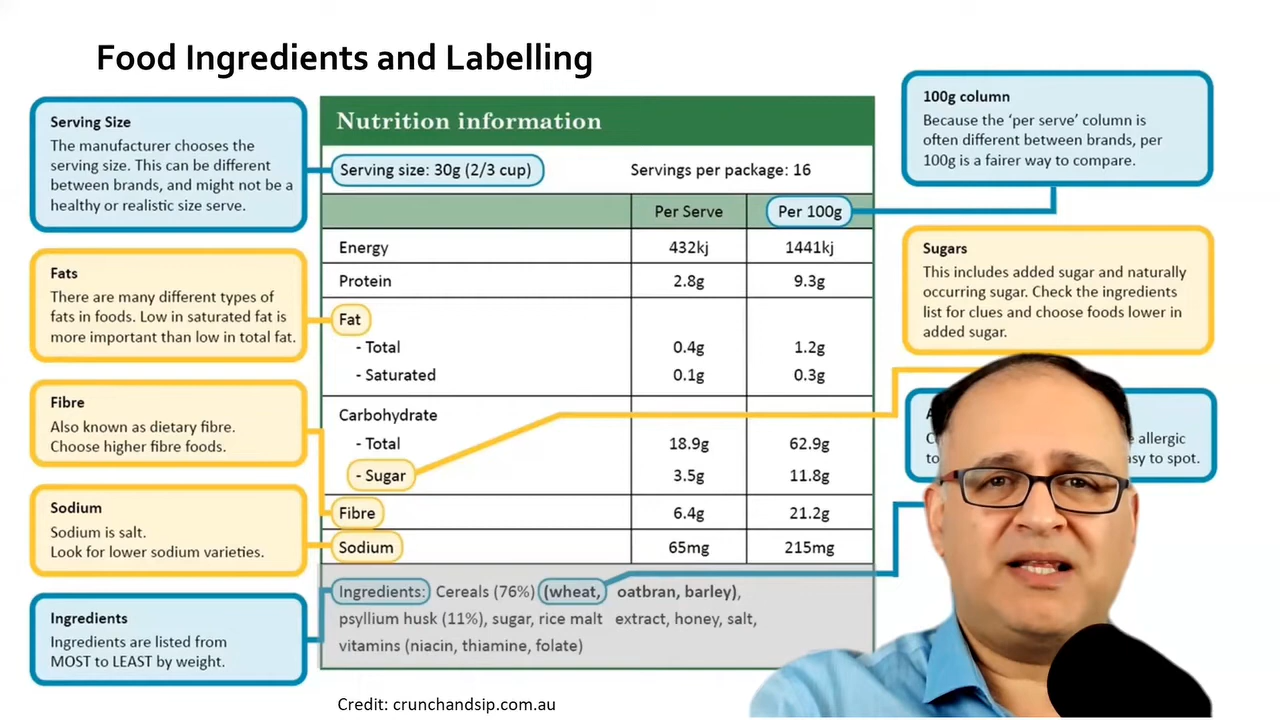 Food Ingredients and Labelling
Serving Size
The manufacturer chooses the
serving size. This can be different
between brands, and might not be a
healthy or realistic size serve.
Fats
There are many different types of
fats in foods. Low in saturated fat is
more important than low in total fat.
Fibre
Also known as dietary fibre.
Choose higher fibre foods.
Sodium
Sodium is salt.
Look for lower sodium varieties.
Ingredients
Ingredients are listed from
MOST to LEAST by weight.
Nutrition information
Serving size: 30g (2/3 cup) Servings per package: 16
Per Serve Per 100g
Energy 432kj 1441kj
Protein 2.8g 9.3g
Fat
- Total 0.4g 1.2g
- Saturated 0.1g 0.3g
Carbohydrate
- Total 18.9g 62.9g
- Sugar 3.5g 11.8g
Fibre 6.4g 21.2g
Sodium 65mg 215mg
Ingredients: Cereals (76%) (wheat, oatbran, barley),
psyllium husk (11%), sugar, rice malt extract, honey, salt,
vitamins (niacin, thiamine, folate)
100g column
Because the ‘per serve’ column is
often different between brands, per
100g is a fairer way to compare.
Sugars
This includes added sugar and naturally
occurring sugar. Check the ingredients
list for clues and choose foods lower in
added sugar.
allergic
to spot.
Credit: crunchandsip.com.au